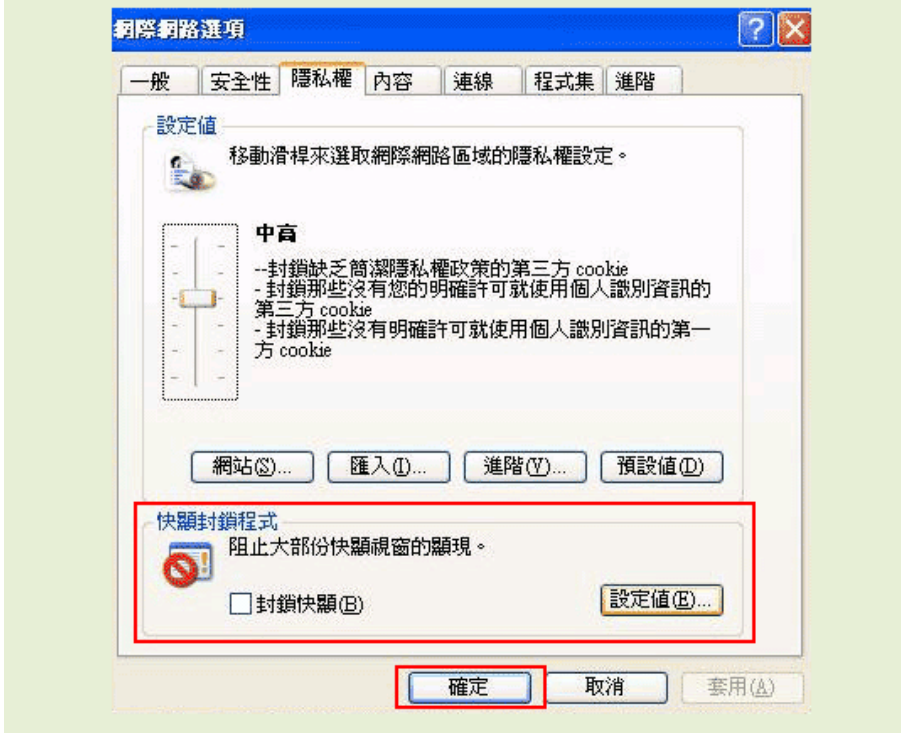 網際網路選項
一般 安全性 隱私權 內容 連線 程式集 進階
設定值
移動滑桿來選取網際網路區域的隱私權設定。
中高
--封鎖缺乏簡潔隱私權政策的第三方 cookie
- 封鎖那些沒有您的明確許可就使用個人識別資訊的
第三方 cookie
- 封鎖那些沒有明確許可就使用個人識別資訊的第一
方 cookie
網站(S)... 匯入(I)... 進階(V)... 預設值(D)
快顯封鎖程式
阻止大部份快顯視窗的顯現。
封鎖快顯(B) 設定值(E)...
確定 取消 套用(A)